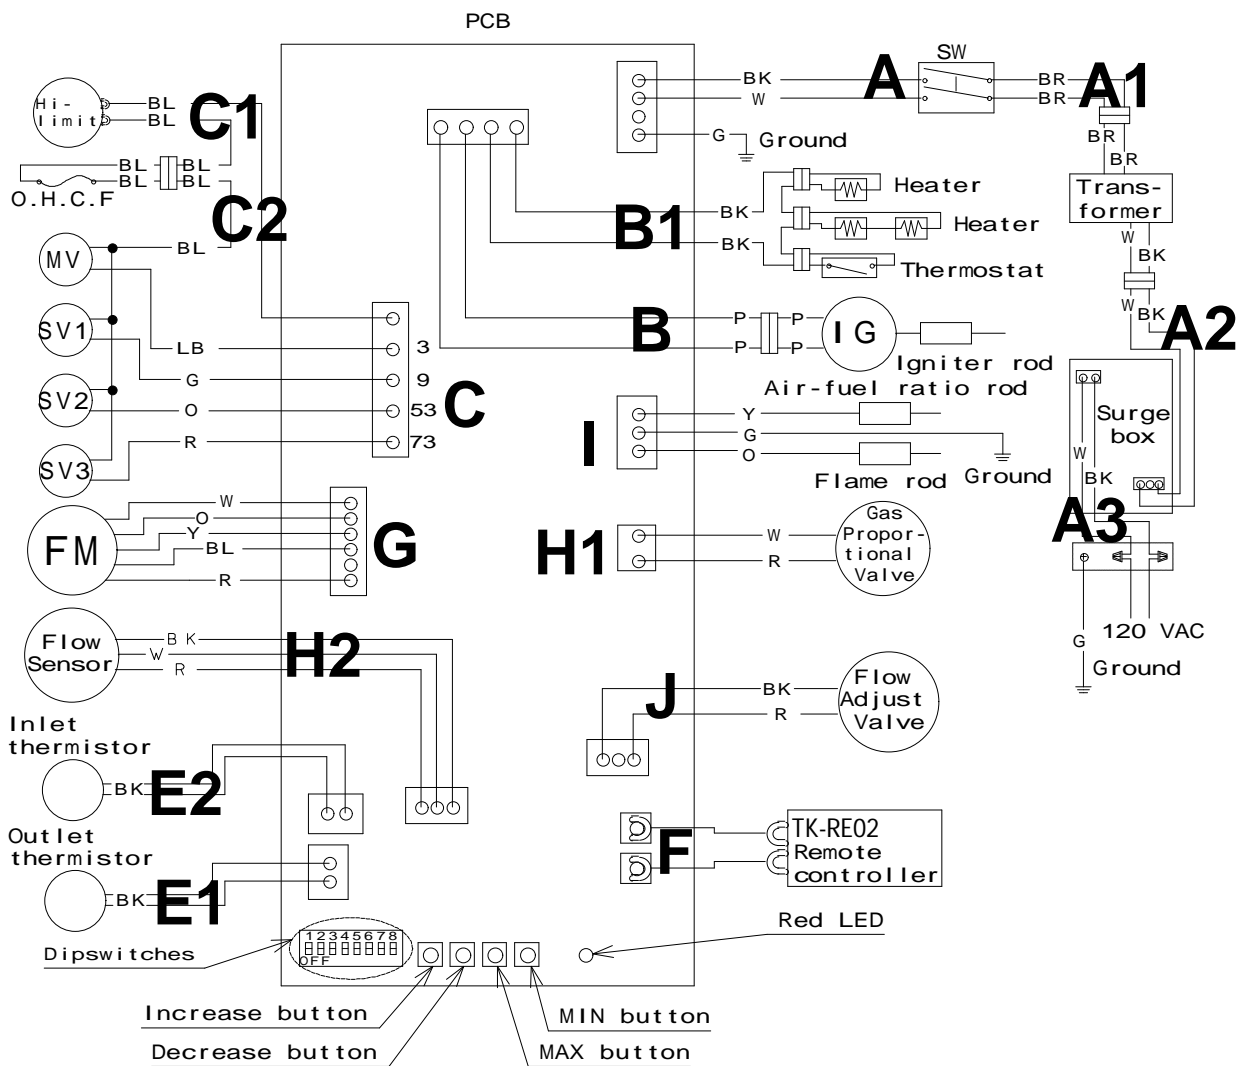 PCB
SW
BK
A
BR
A1
W
BR
Hi-
limit
BL
C1
BL
G
Ground
BR
BR
BL
BL
BL
BL
O.H.C.F
C2
Heater
BK
B1
Heater
BK
Thermostat
Trans-
former
W
BK
MV
BL
W
BK
A2
SV1
P
P
B
P
P
IG
Igniter rod
LB
3
G
9
SV2
O
53
C
R
73
SV3
Air-fuel ratio rod
Y
I
G
O
Flame rod
Ground
Surge
box
W
BK
A3
FM
W
O
Y
BL
R
G
H1
W
R
Gas
Propor-
tional
Valve
G
120 VAC
Ground
Flow
Sensor
BK
W
R
H2
J
BK
R
Flow
Adjust
Valve
Inlet
thermistor
BK
E2
Outlet
thermistor
BK
E1
F
TK-RE02
Remote
controller
Red LED
Dipswitches
12345678
OFF
Increase button
MIN button
Decrease button
MAX button